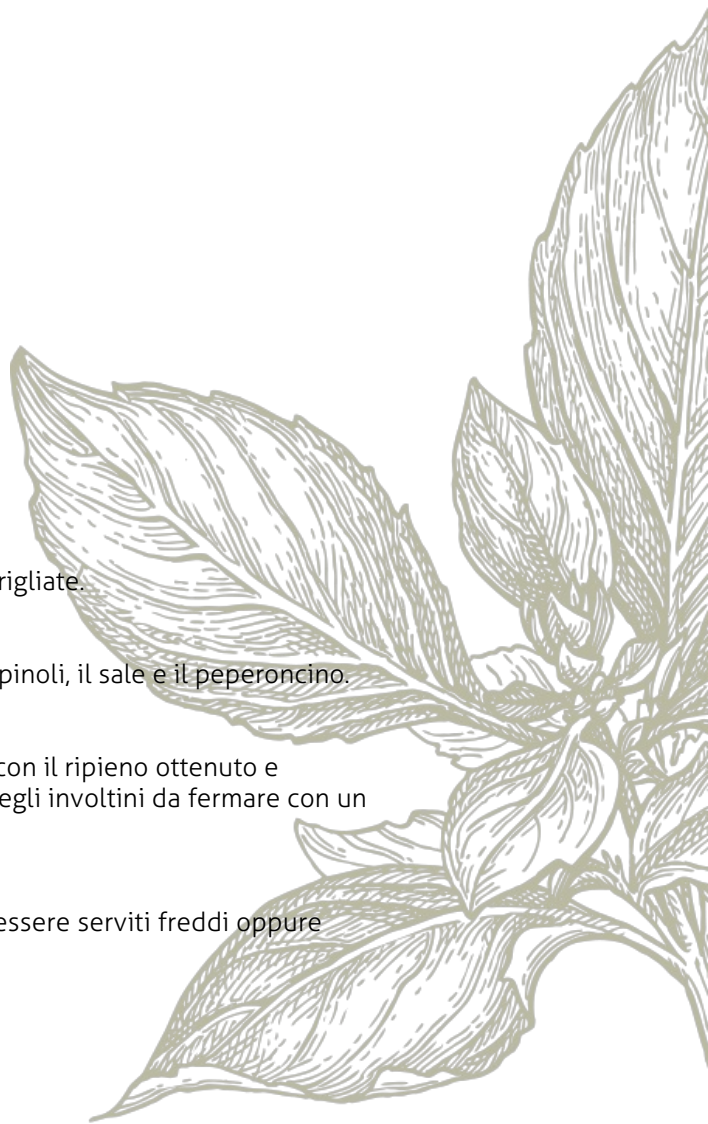 rigliate.
pinoli, il sale e il peperoncino.
con il ripieno ottenuto e
egli involtini da fermare con un
essere serviti freddi oppure